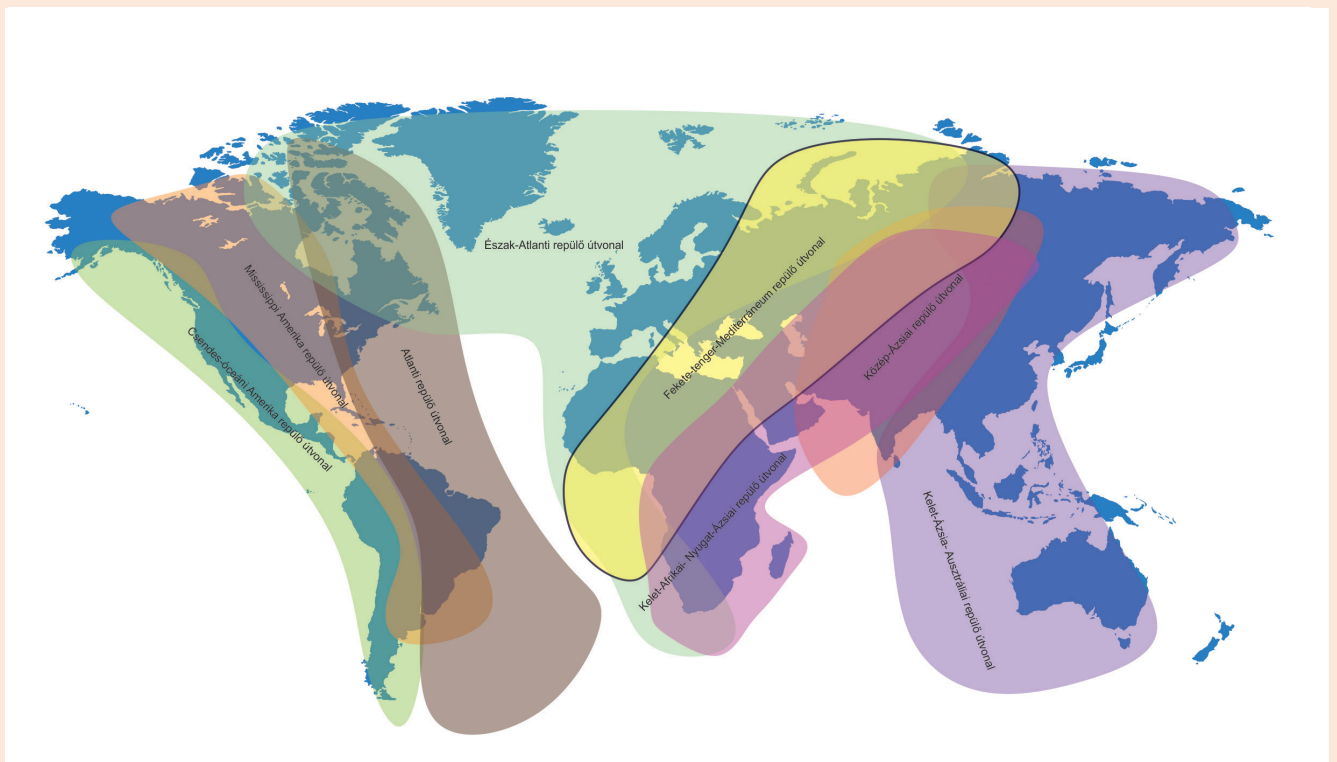 Észak-Atlanti repülő útvonal
Mississippi Amerika repülő útvonal
Csendes-óceáni Amerika repülő útvonal
Atlanti repülő útvonal
Fekete-tenger-Mediterráneum repülő útvonal
Közép-Ázsiai repülő útvonal
Kelet-Afrikai- Nyugat-Ázsiai repülő útvonal
Kelet-Ázsia- Ausztráliai repülő útvonal